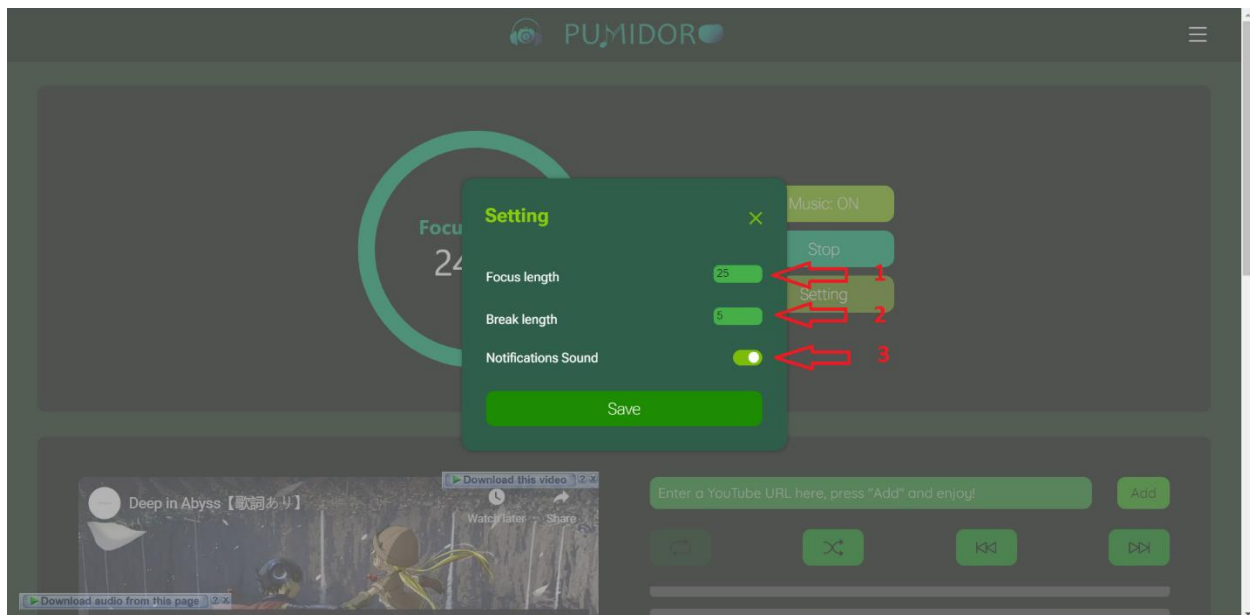 PUMIDORO
Music: ON
Focu
24
Stop
Setting
Setting
Focus length
25
1
Break length
5
2
Notifications Sound
3
Save
Download this video ? X
Deep in Abyss【歌詞あり】
Watch later
Share
Enter a YouTube URL here, press "Add" and enjoy!
Add
Download audio from this page ? X